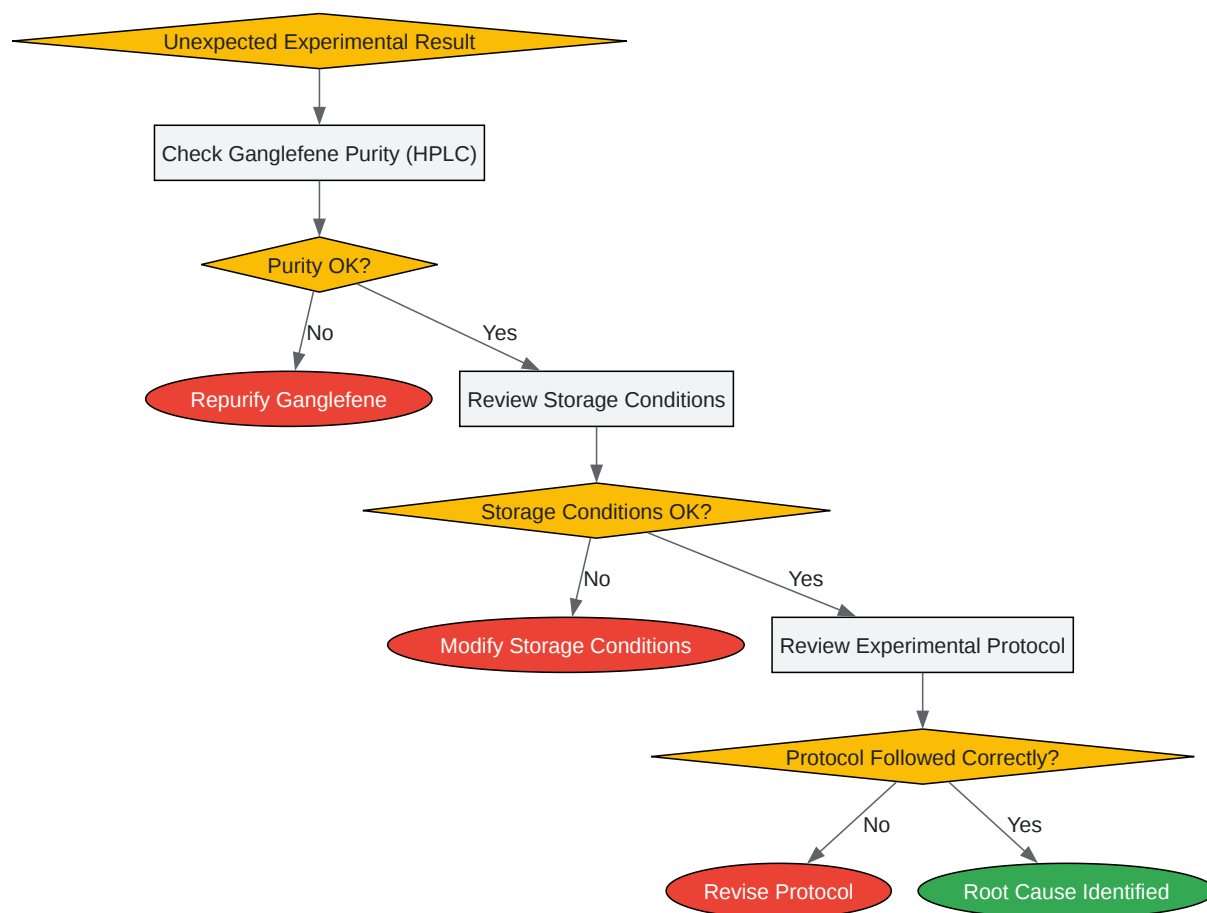 Unexpected Experimental Result
Check Ganglefene Purity (HPLC)
Purity OK?
No
Yes
Repurify Ganglefene
Review Storage Conditions
Storage Conditions OK?
No
Yes
Modify Storage Conditions
Review Experimental Protocol
Protocol Followed Correctly?
No
Yes
Revise Protocol
Root Cause Identified